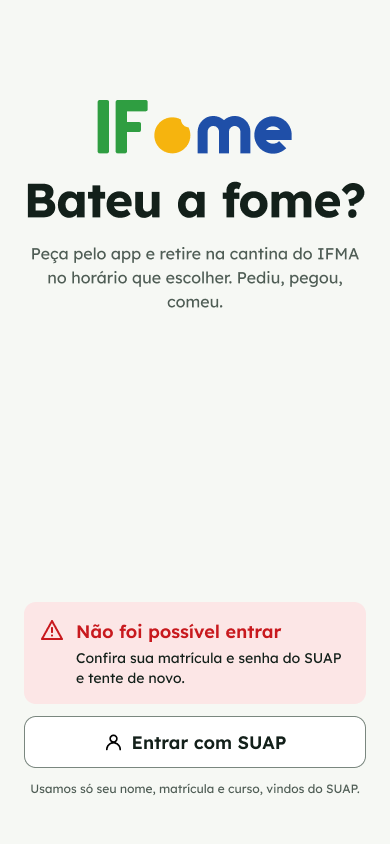 IFome
Bateu a fome?
Peça pelo app e retire na cantina do IFMA
no horário que escolher. Pediu, pegou,
comeu.
Não foi possível entrar
Confira sua matrícula e senha do SUAP
e tente de novo.
Entrar com SUAP
Usamos só seu nome, matrícula e curso, vindos do SUAP.